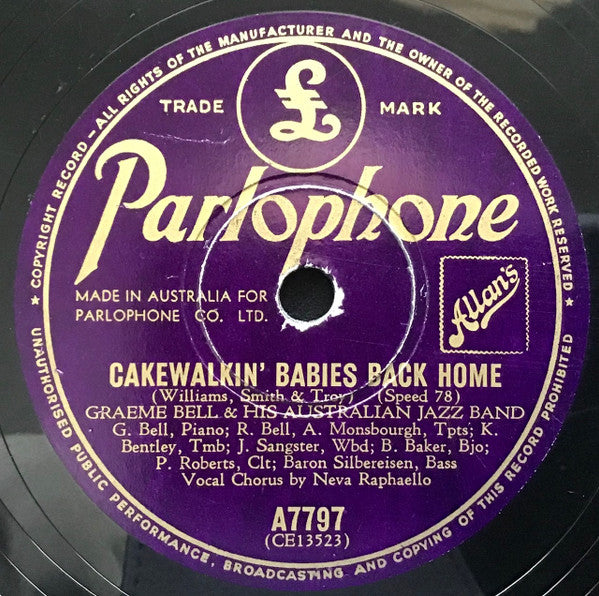 ★ COPYRIGHT RECORD – ALL RIGHTS OF THE MANUFACTURER AND THE OWNER OF THE RECORDED WORK RESERVED ★
£
TRADE MARK
Parlophone
MADE IN AUSTRALIA FOR
PARLOPHONE CO. LTD.
Allan's
CAKEWALKIN' BABIES BACK HOME
(Williams, Smith & Troy) (Speed 78)
GRAEME BELL & HIS AUSTRALIAN JAZZ BAND
G. Bell, Piano; R. Bell, A. Monsbourgh, Tpts; K.
Bentley, Tmb; J. Sangster, Wbd; B. Baker, Bjo;
P. Roberts, Clt; Baron Silbereisen, Bass
Vocal Chorus by Neva Raphaello
A7797
(CE13523)
UNAUTHORISED PUBLIC PERFORMANCE, BROADCASTING AND COPYING OF THIS RECORD PROHIBITED